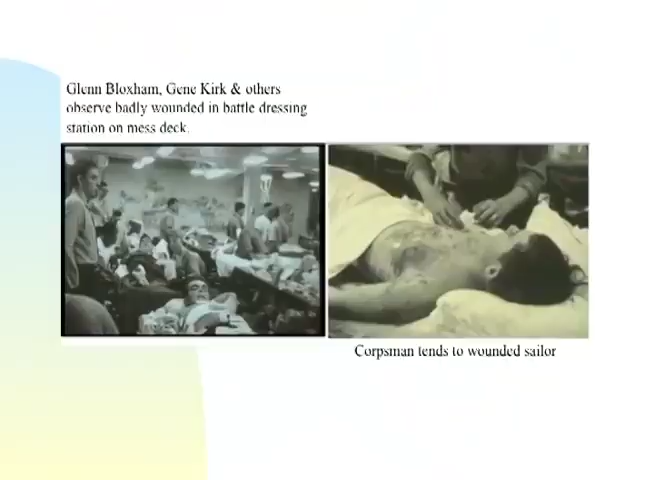 Glenn Bloxham, Gene Kirk & others
observe badly wounded in battle dressing
station on mess deck.
Corpsman tends to wounded sailor